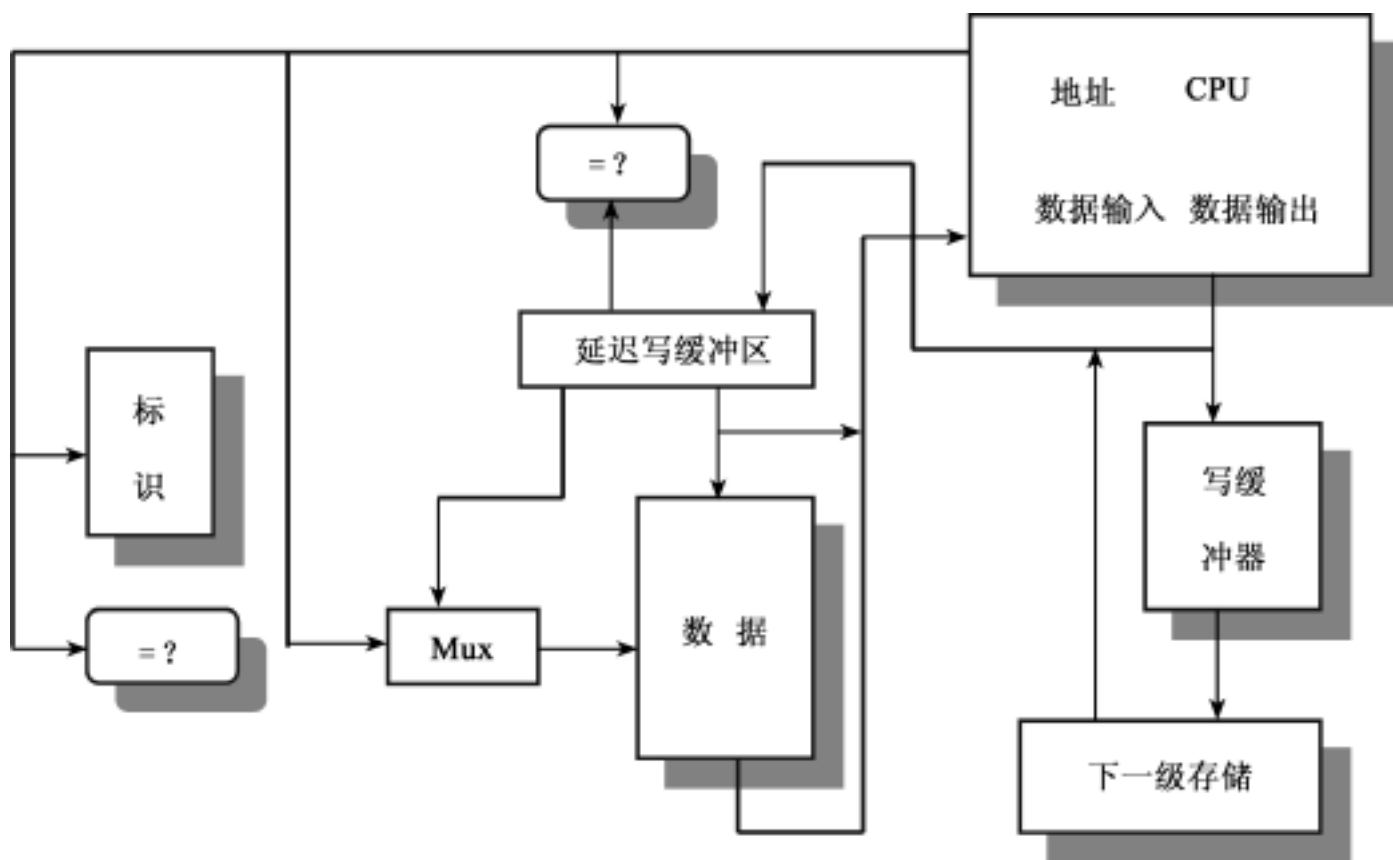 地址 CPU
= ?
数据输入 数据输出
延迟写缓冲区
标
识
写缓
冲器
= ?
Mux
数 据
下一级存储